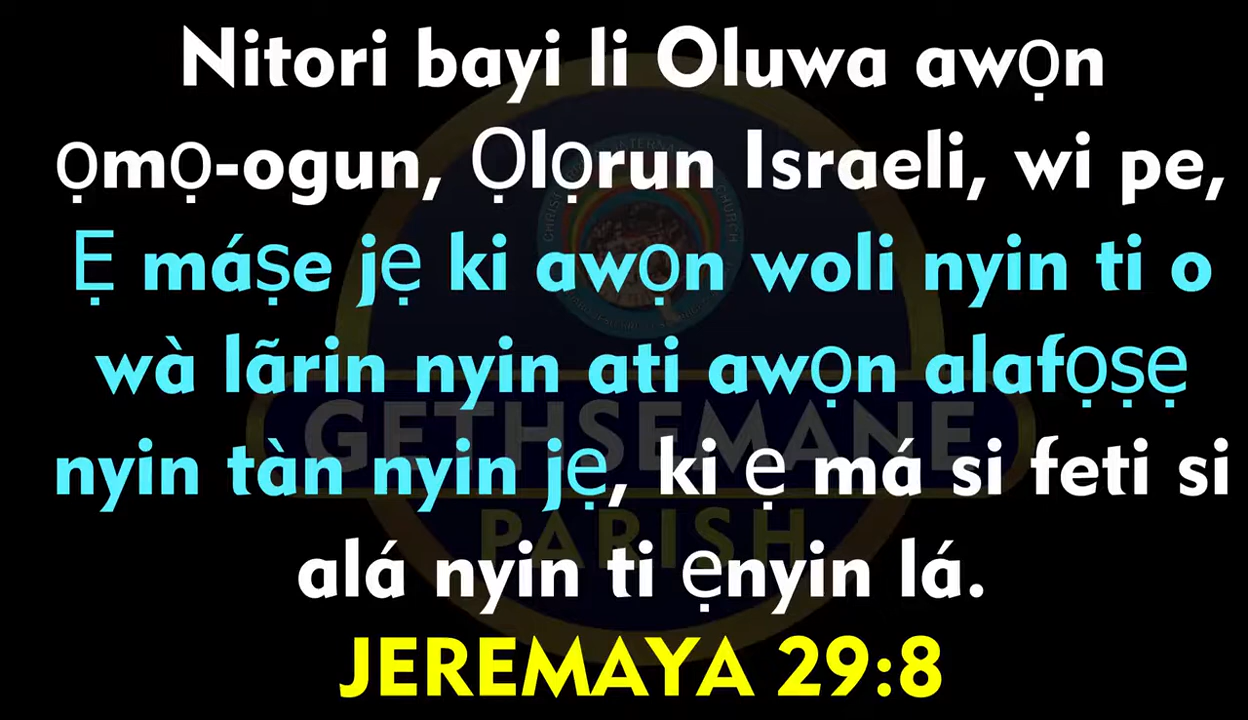 Nitori bayi li Oluwa awọn
ọmọ-ogun, Ọlọrun Israeli, wi pe,
Ẹ máṣe jẹ ki awọn woli nyin ti o
wà lãrin nyin ati awọn alafọṣẹ
nyin tàn nyin jẹ, ki ẹ má si feti si
alá nyin ti ẹnyin lá.
JEREMAYA 29:8
GETHSEMANE
PARISH